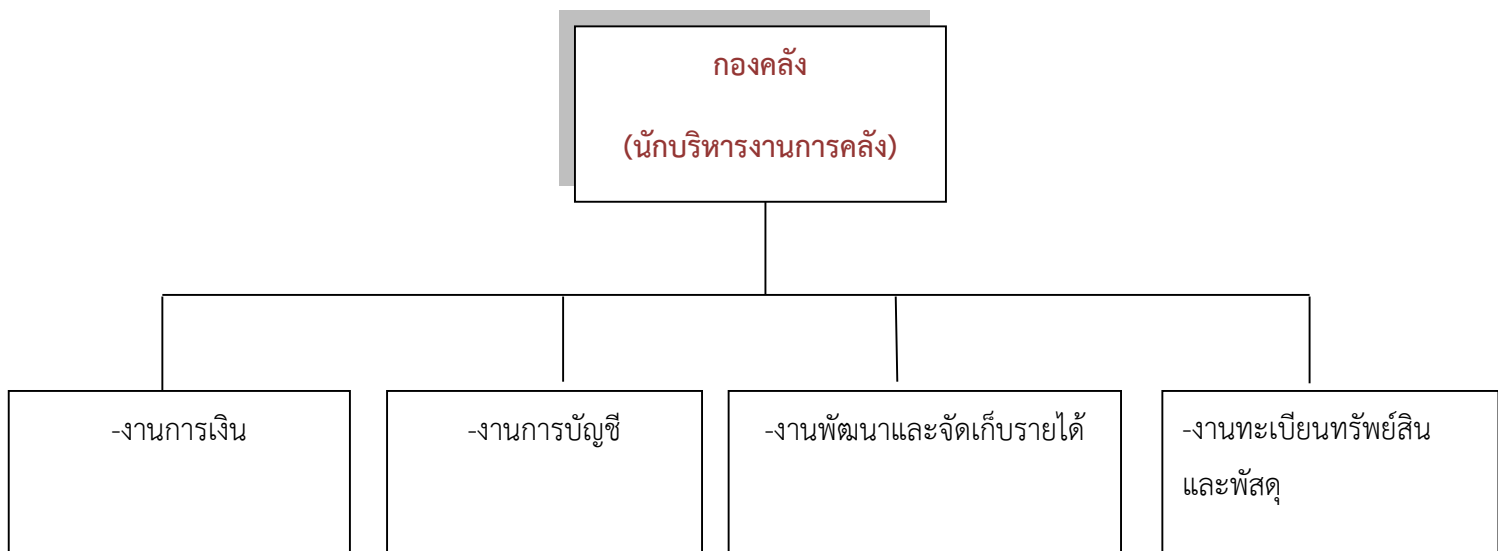 กองคลัง
(นักบริหารงานการคลัง)
-งานการเงิน
-งานการบัญชี
-งานพัฒนาและจัดเก็บรายได้
-งานทะเบียนทรัพย์สิน
และพัสดุ